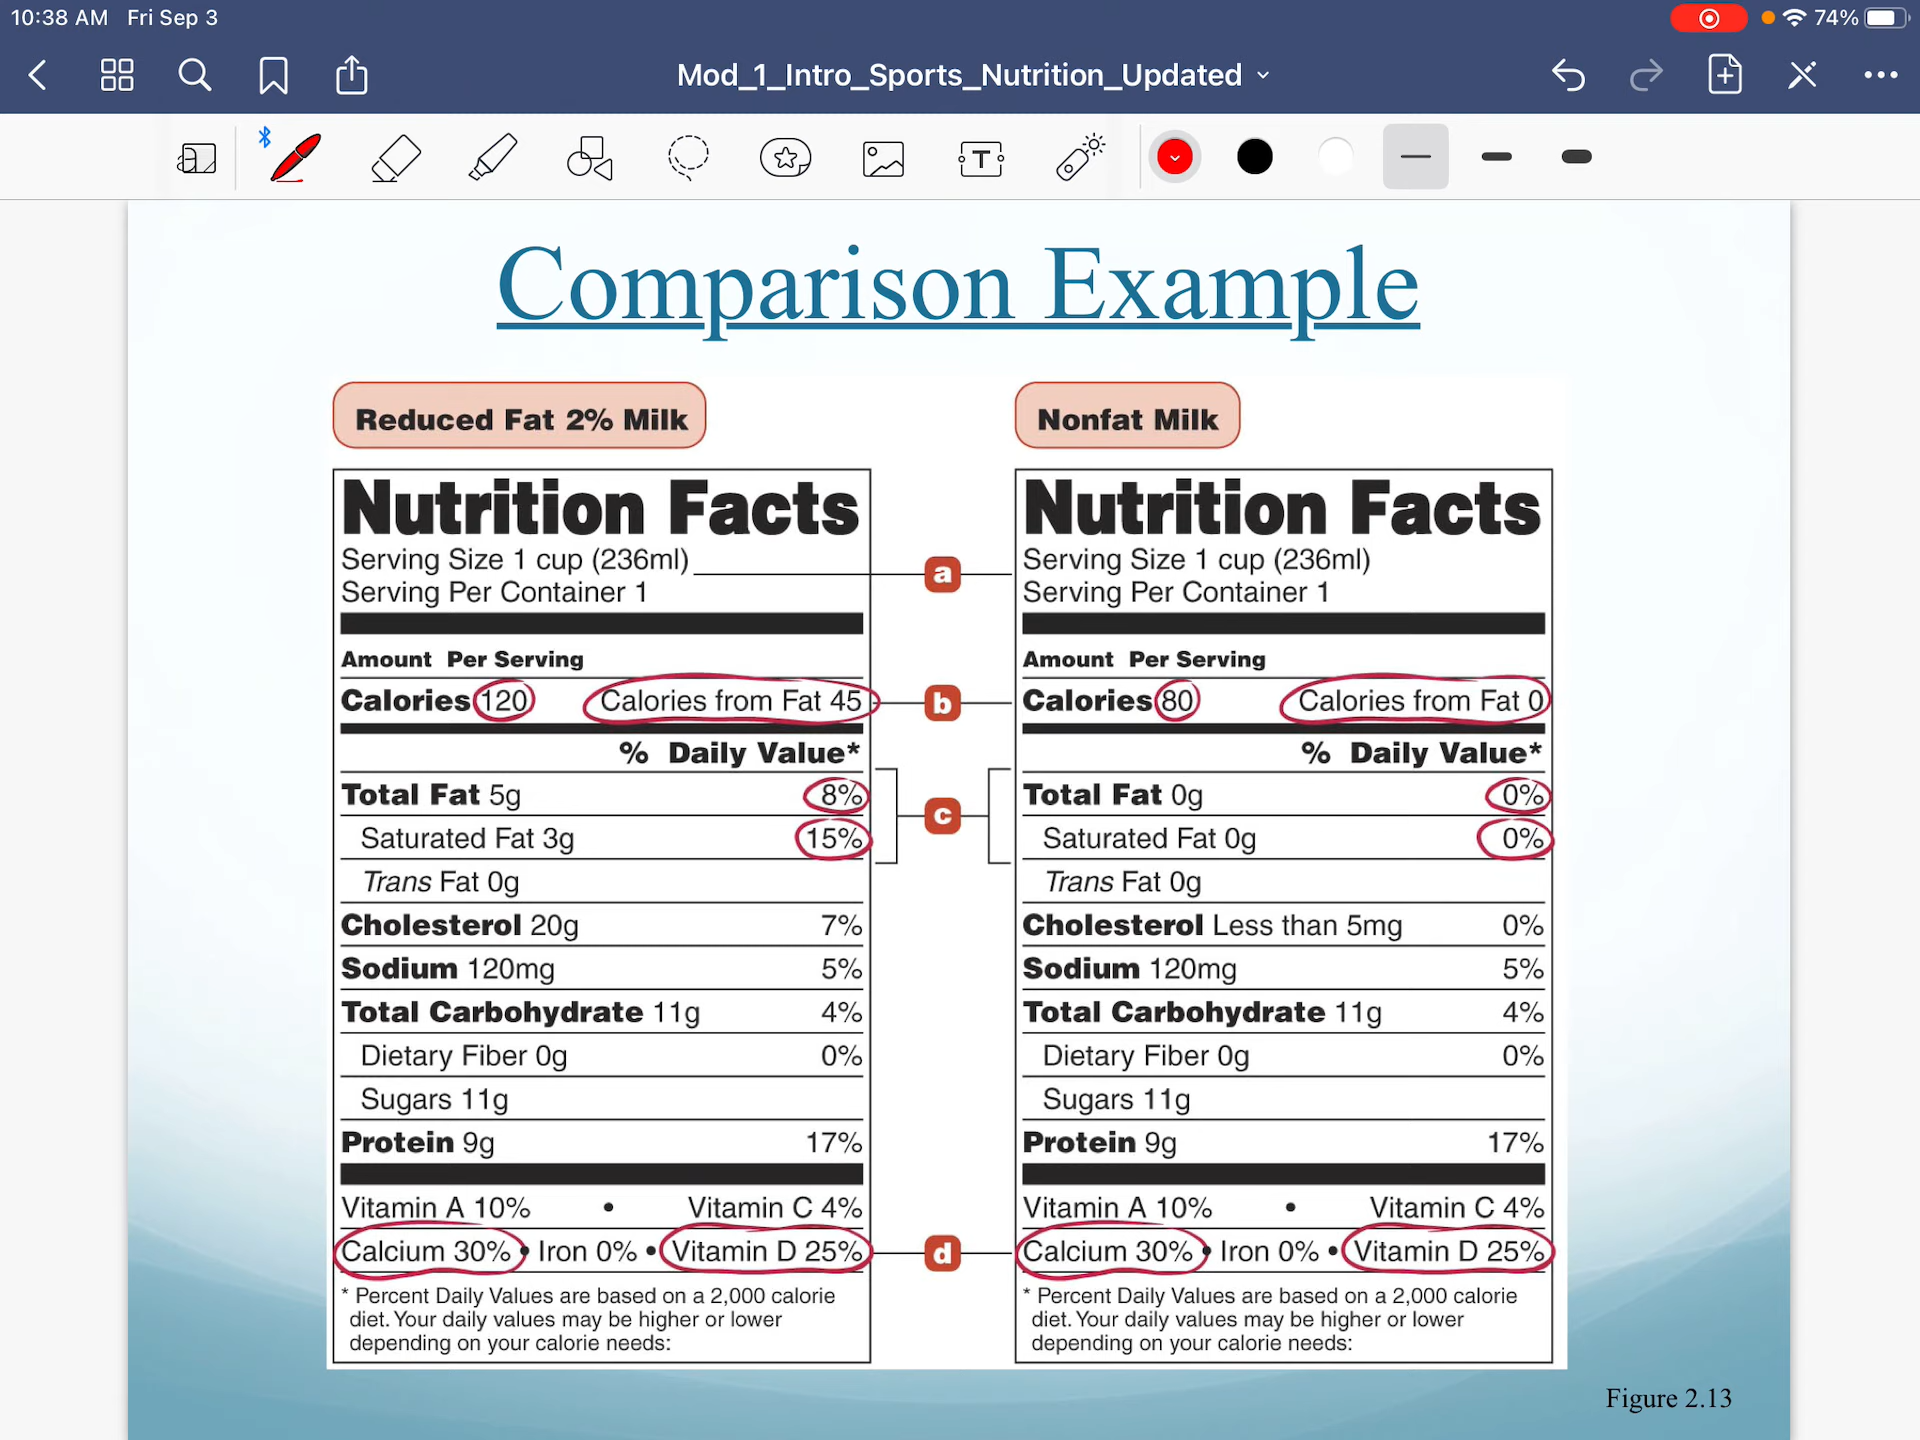 10:38 AM Fri Sep 3
74%
Mod_1_Intro_Sports_Nutrition_Updated
Comparison Example
Reduced Fat 2% Milk
Nutrition Facts
Serving Size 1 cup (236ml)
Serving Per Container 1
Amount Per Serving
Calories 120 Calories from Fat 45
% Daily Value*
Total Fat 5g 8%
Saturated Fat 3g 15%
Trans Fat 0g
Cholesterol 20g 7%
Sodium 120mg 5%
Total Carbohydrate 11g 4%
Dietary Fiber 0g 0%
Sugars 11g
Protein 9g 17%
Vitamin A 10% • Vitamin C 4%
Calcium 30% • Iron 0% • Vitamin D 25%
* Percent Daily Values are based on a 2,000 calorie
diet. Your daily values may be higher or lower
depending on your calorie needs:
a
b
c
d
Nonfat Milk
Nutrition Facts
Serving Size 1 cup (236ml)
Serving Per Container 1
Amount Per Serving
Calories 80 Calories from Fat 0
% Daily Value*
Total Fat 0g 0%
Saturated Fat 0g 0%
Trans Fat 0g
Cholesterol Less than 5mg 0%
Sodium 120mg 5%
Total Carbohydrate 11g 4%
Dietary Fiber 0g 0%
Sugars 11g
Protein 9g 17%
Vitamin A 10% • Vitamin C 4%
Calcium 30% • Iron 0% • Vitamin D 25%
* Percent Daily Values are based on a 2,000 calorie
diet. Your daily values may be higher or lower
depending on your calorie needs:
Figure 2.13